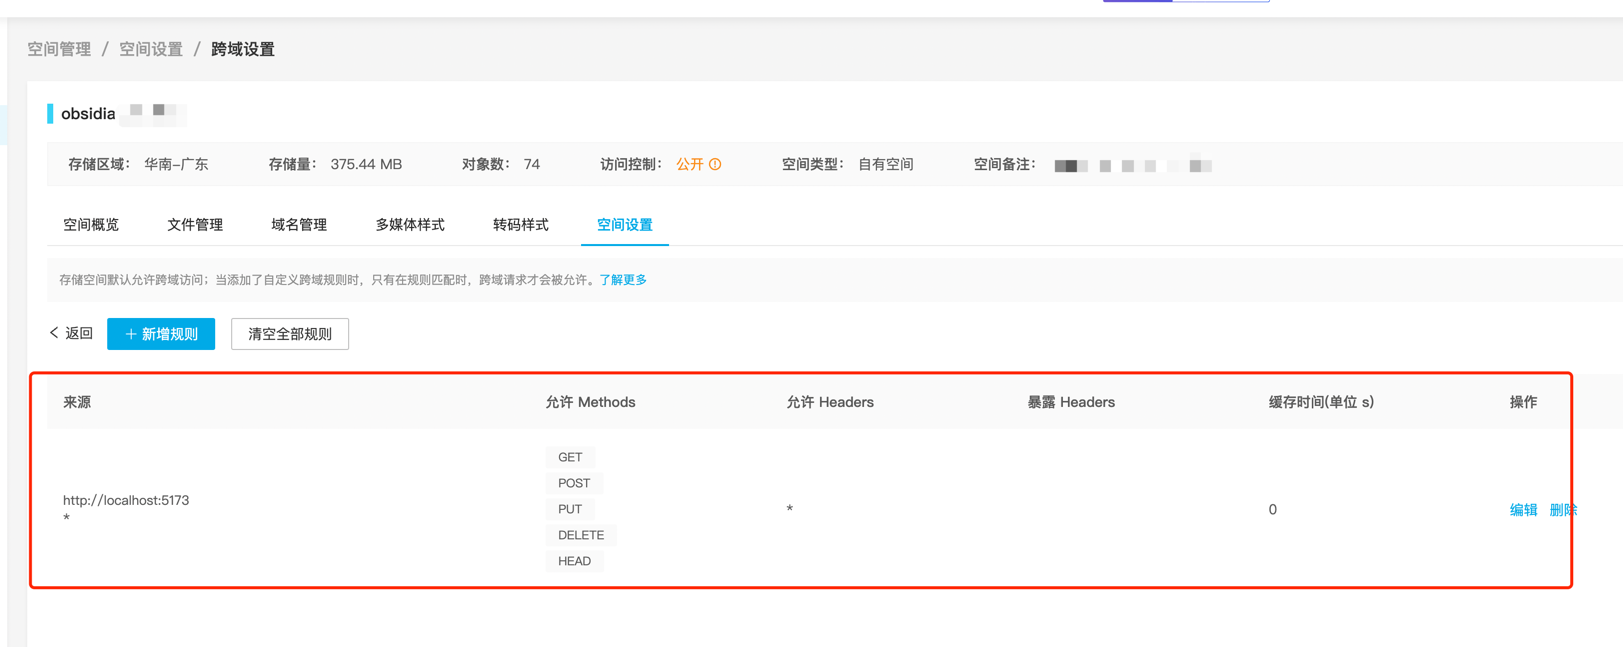 空间管理 / 空间设置 / 跨域设置
obsidia
存储区域： 华南-广东 存储量： 375.44 MB 对象数： 74 访问控制： 公开 空间类型： 自有空间 空间备注：
空间概览 文件管理 域名管理 多媒体样式 转码样式 空间设置
存储空间默认允许跨域访问；当添加了自定义跨域规则时，只有在规则匹配时，跨域请求才会被允许。了解更多
< 返回 + 新增规则 清空全部规则
来源 允许 Methods 允许 Headers 暴露 Headers 缓存时间(单位 s) 操作
GET
POST
http://localhost:5173
*
PUT
* 0 编辑 删除
DELETE
HEAD